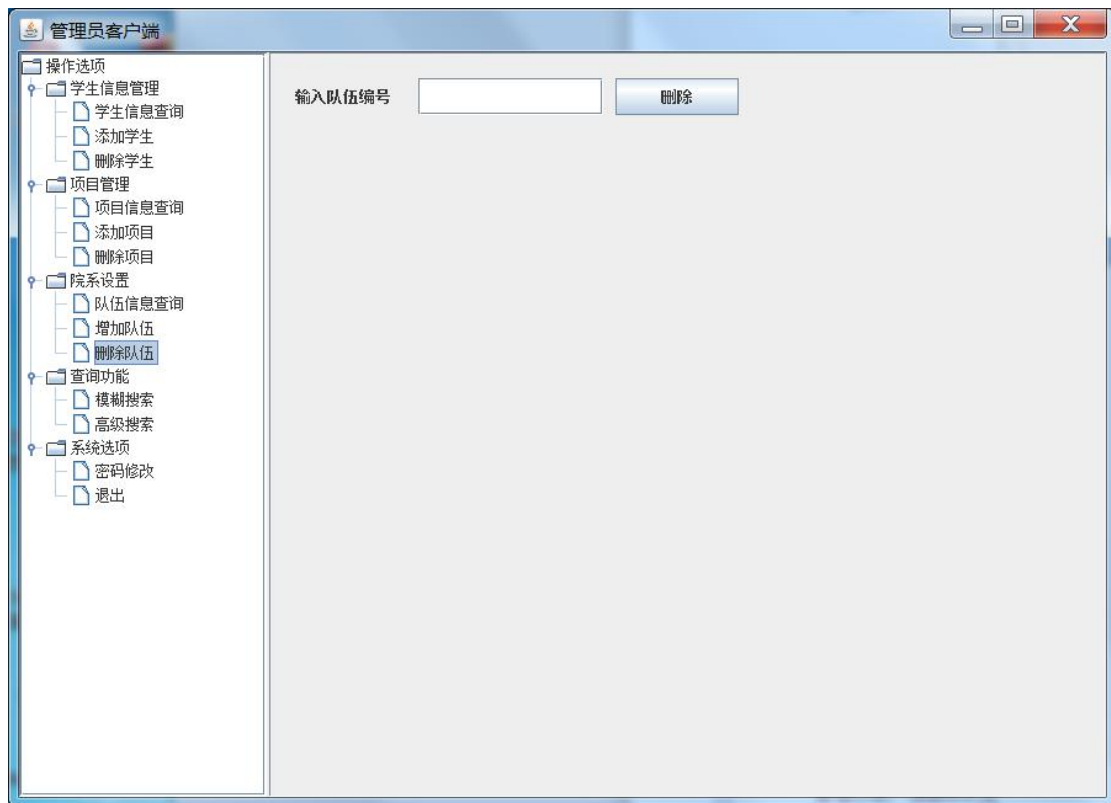 管理员客户端
操作选项
学生信息管理
学生信息查询
添加学生
删除学生
项目管理
项目信息查询
添加项目
删除项目
院系设置
队伍信息查询
增加队伍
删除队伍
查询功能
模糊搜索
高级搜索
系统选项
密码修改
退出
输入队伍编号
删除